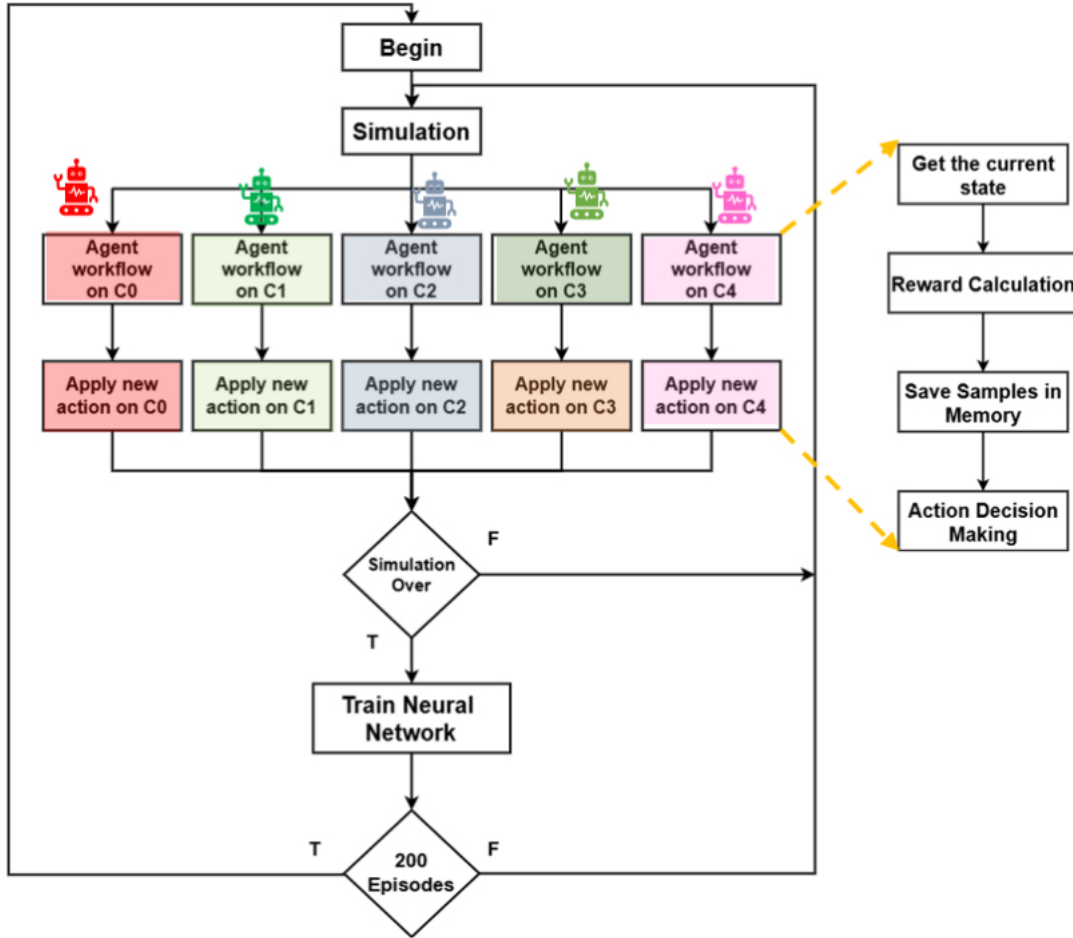 Begin
Simulation
Agent
workflow
on C0
Agent
workflow
on C1
Agent
workflow
on C2
Agent
workflow
on C3
Agent
workflow
on C4
Apply new
action on C0
Apply new
action on C1
Apply new
action on C2
Apply new
action on C3
Apply new
action on C4
Simulation
Over
F
T
Train Neural
Network
200
Episodes
T
F
Get the current
state
Reward Calculation
Save Samples in
Memory
Action Decision
Making